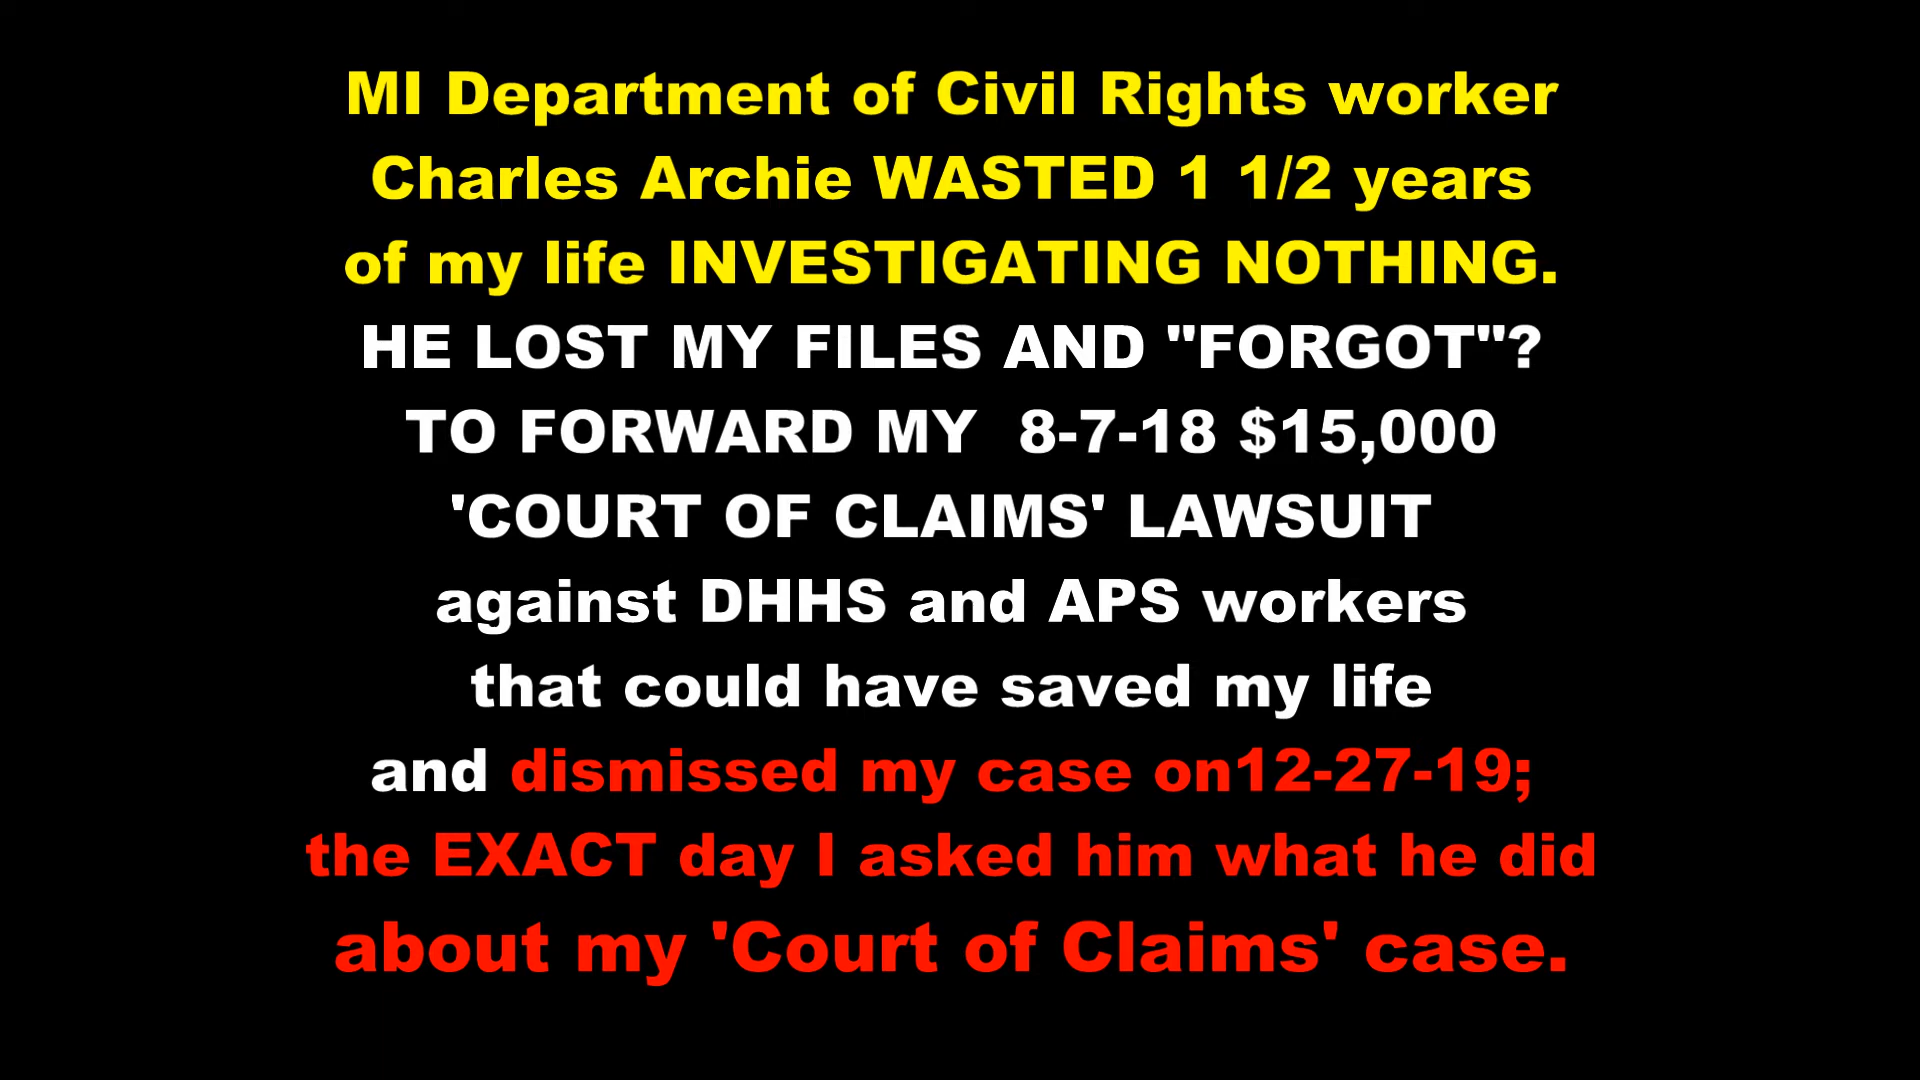 MI Department of Civil Rights worker
Charles Archie WASTED 1 1/2 years
of my life INVESTIGATING NOTHING.
HE LOST MY FILES AND "FORGOT"?
TO FORWARD MY  8-7-18 $15,000
'COURT OF CLAIMS' LAWSUIT
against DHHS and APS workers
that could have saved my life
and dismissed my case on12-27-19;
the EXACT day I asked him what he did
about my 'Court of Claims' case.